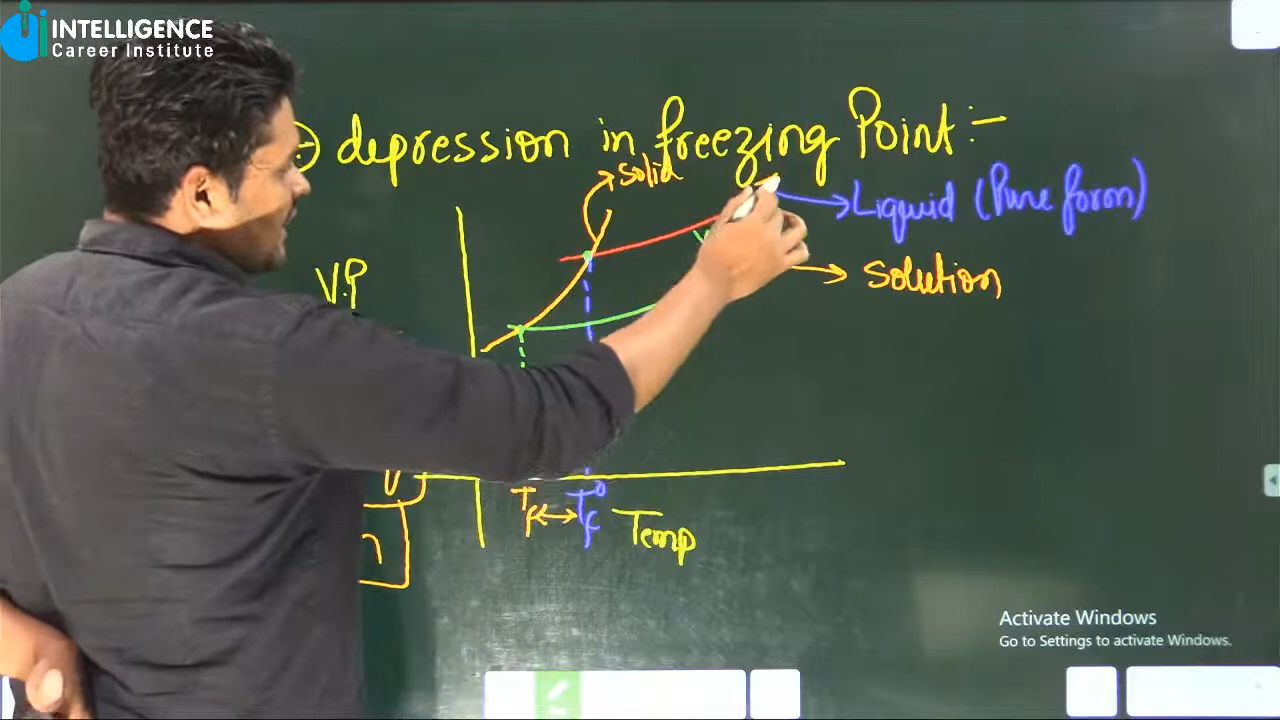 INTELLIGENCE
Career Institute
depression in freezing Point :-
solid
Liquid (Pure form)
V.P
Solution
Tf ↔ Tf°
Temp
Activate Windows
Go to Settings to activate Windows.